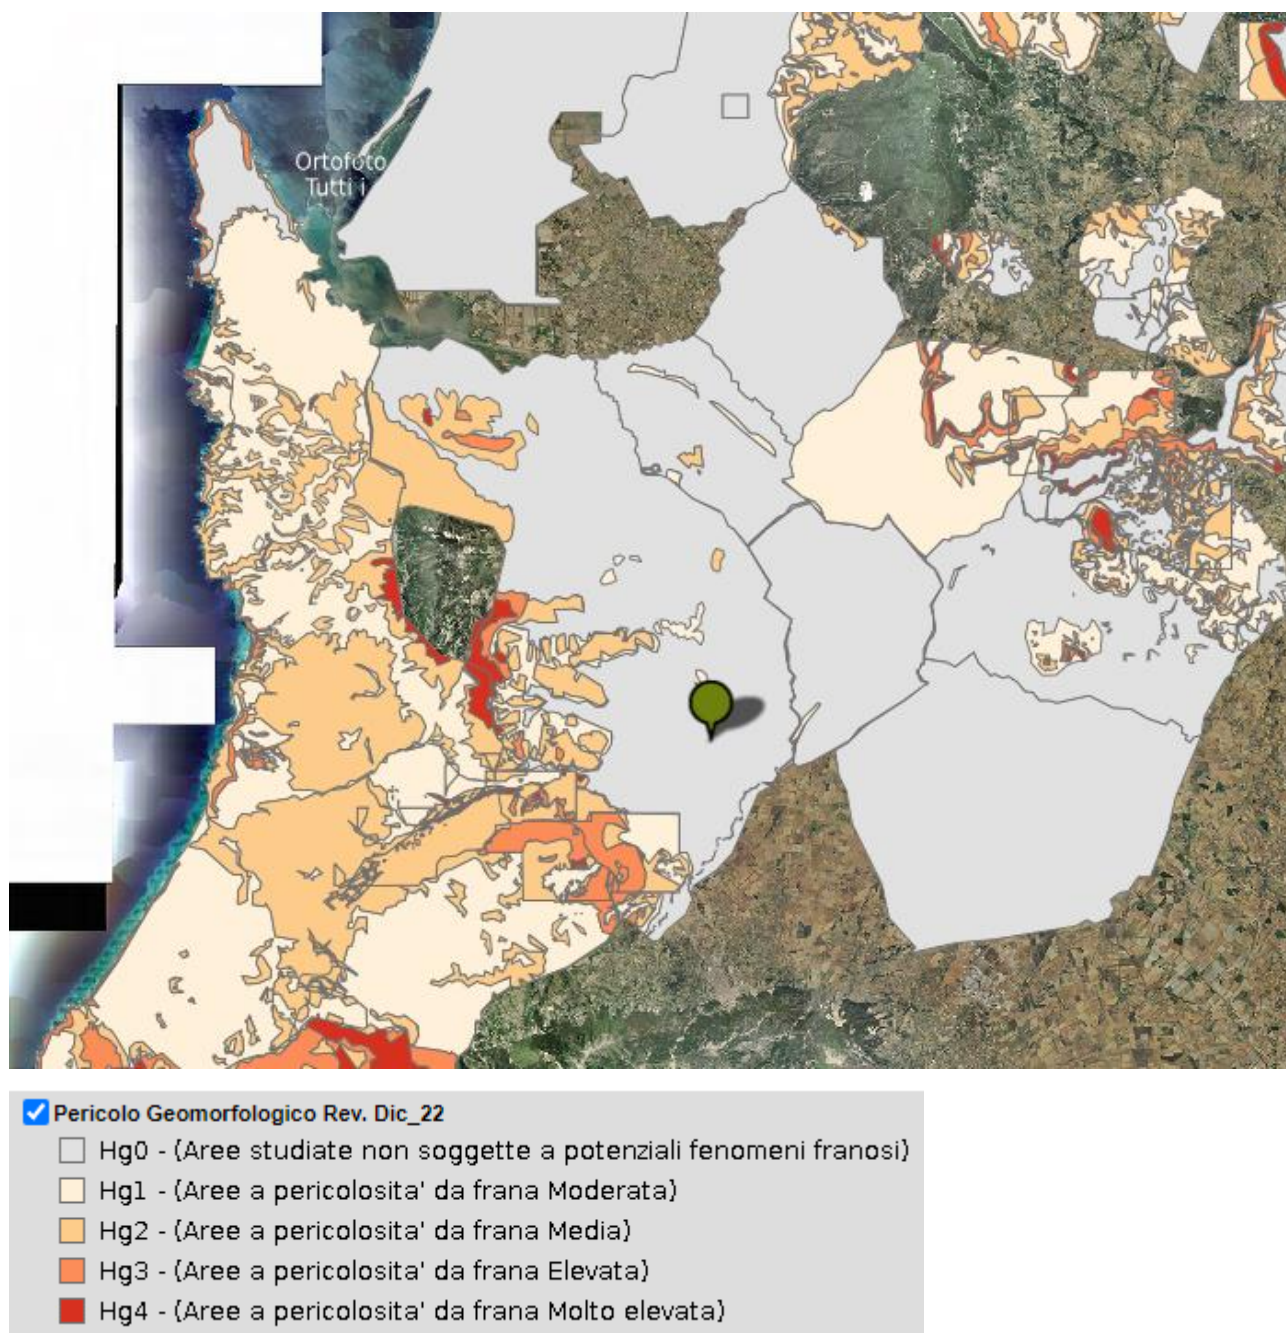 Ortofoto
Tutti i
Pericolo Geomorfologico Rev. Dic_22
Hg0 - (Aree studiate non soggette a potenziali fenomeni franosi)
Hg1 - (Aree a pericolosita' da frana Moderata)
Hg2 - (Aree a pericolosita' da frana Media)
Hg3 - (Aree a pericolosita' da frana Elevata)
Hg4 - (Aree a pericolosita' da frana Molto elevata)